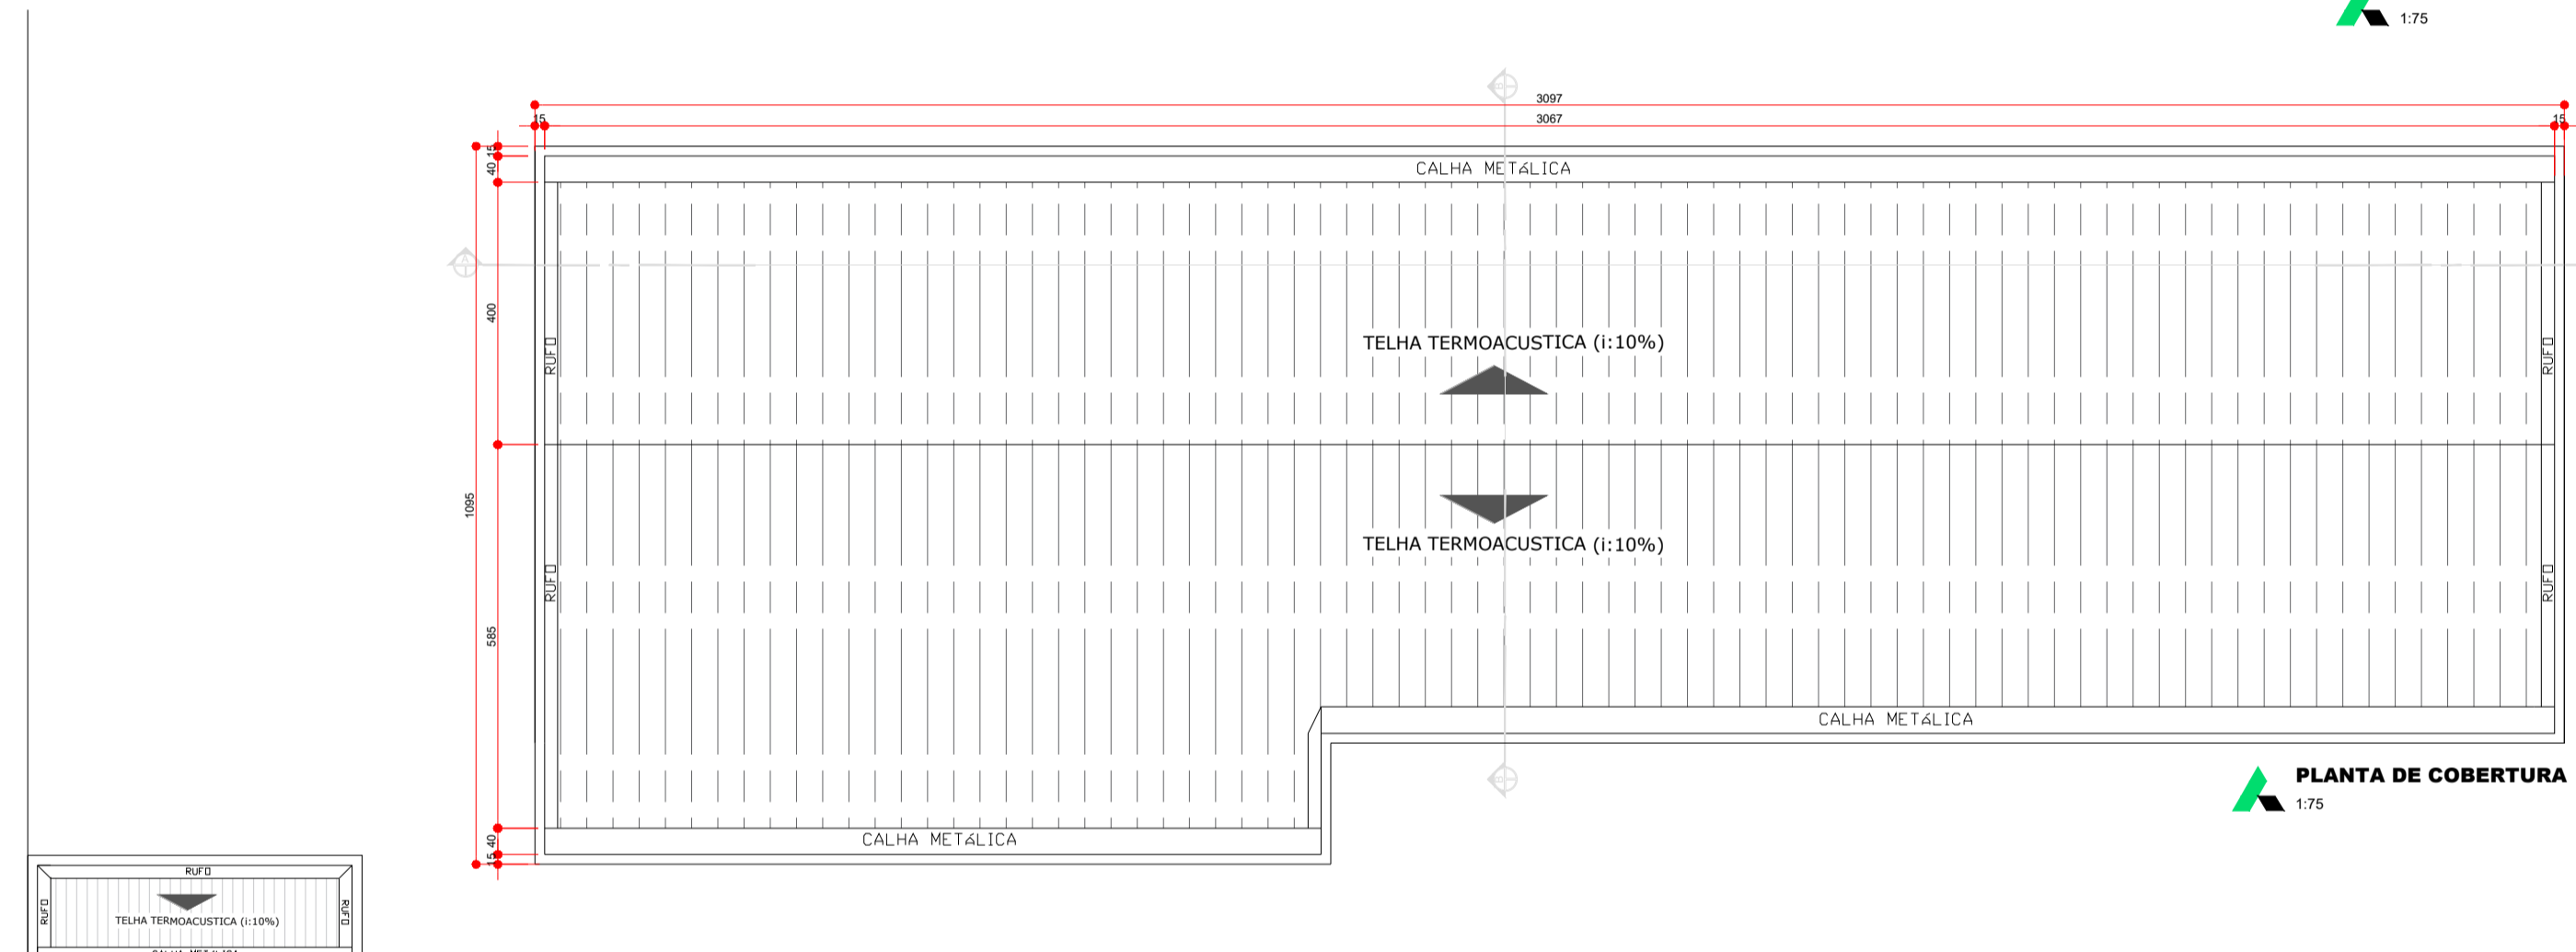 1:75
3097
15
3067
15
15
40
CALHA METáLICA
A
B
400
TELHA TERMOACUSTICA (i:10%)
RUFO
RUFO
1095
TELHA TERMOACUSTICA (i:10%)
RUFO
RUFO
585
CALHA METáLICA
B
PLANTA DE COBERTURA
1:75
40
CALHA METáLICA
15
RUFO
RUFO
RUFO
TELHA TERMOACUSTICA (i:10%)
CALHA METáLICA